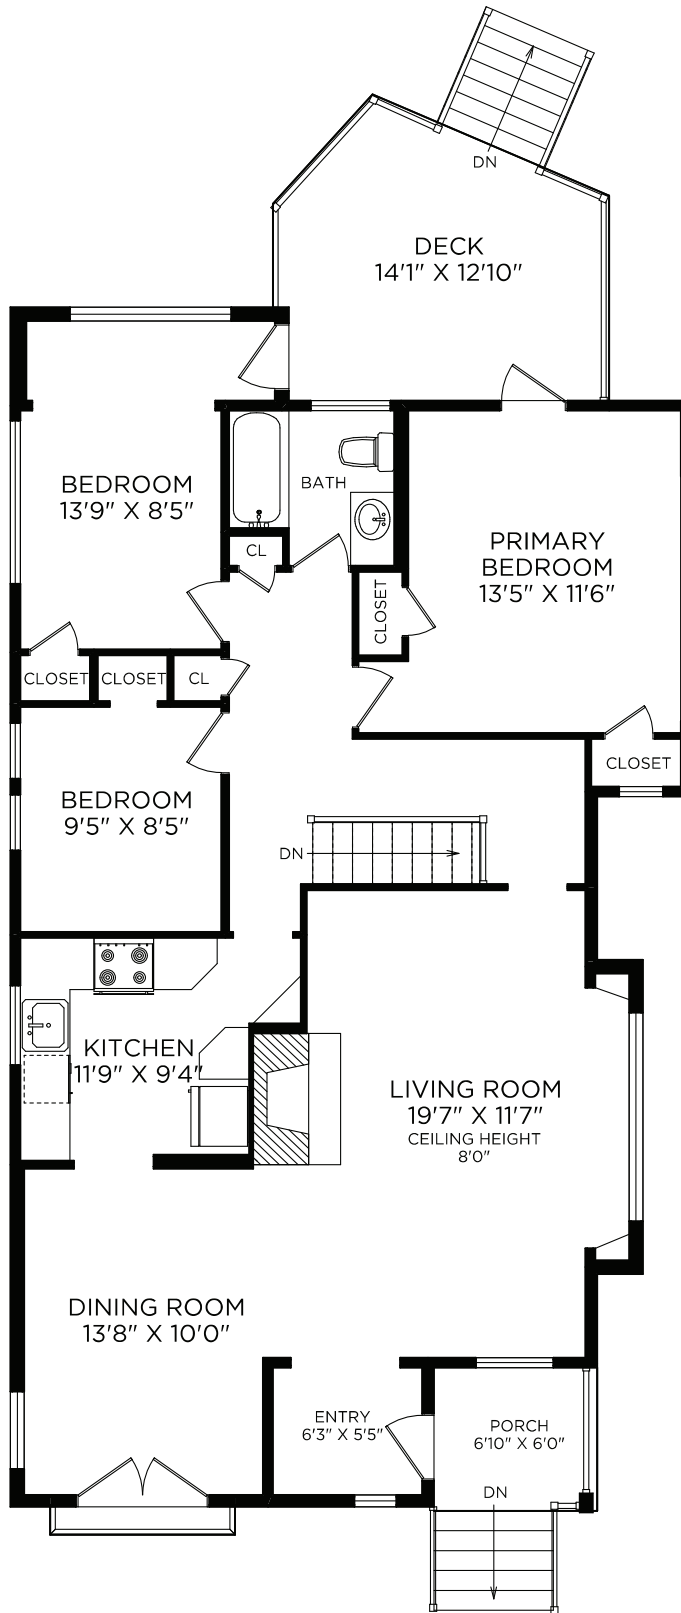 DN
DECK
14'1" X 12'10"
BEDROOM
13'9" X 8'5"
BATH
CL
PRIMARY
BEDROOM
13'5" X 11'6"
CLOSET
CLOSET
CLOSET
CL
CLOSET
BEDROOM
9'5" X 8'5"
DN
KITCHEN
11'9" X 9'4"
LIVING ROOM
19'7" X 11'7"
CEILING HEIGHT
8'0"
DINING ROOM
13'8" X 10'0"
ENTRY
6'3" X 5'5"
PORCH
6'10" X 6'0"
DN